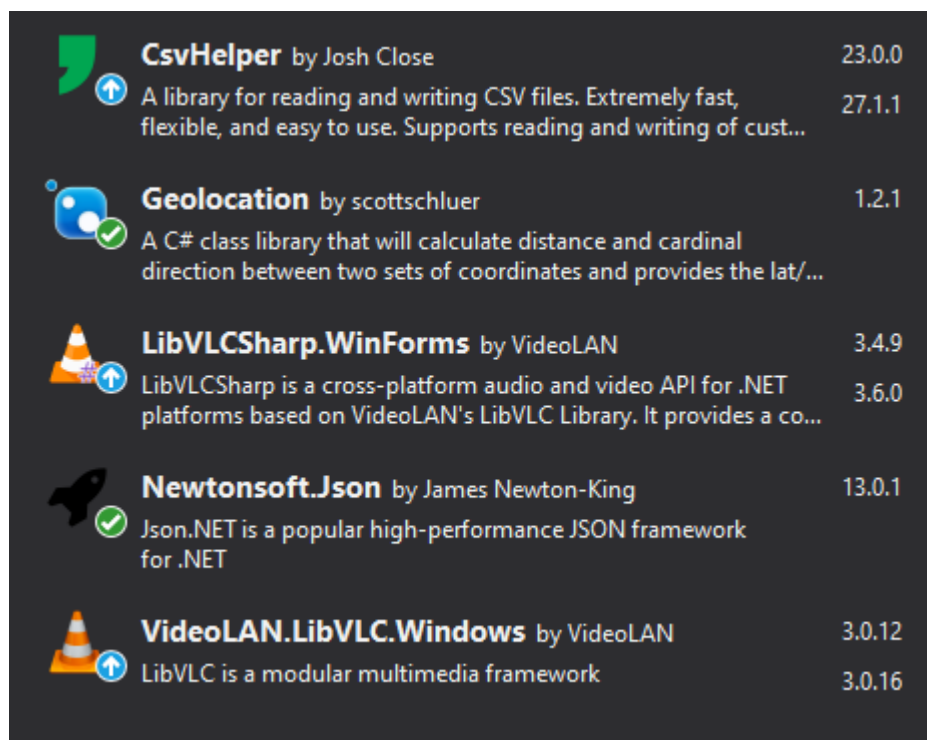 CsvHelper by Josh Close 23.0.0
A library for reading and writing CSV files. Extremely fast, 27.1.1
flexible, and easy to use. Supports reading and writing of cust...
Geolocation by scottschluer 1.2.1
A C# class library that will calculate distance and cardinal
direction between two sets of coordinates and provides the lat/...
LibVLCSharp.WinForms by VideoLAN 3.4.9
LibVLCSharp is a cross-platform audio and video API for .NET 3.6.0
platforms based on VideoLAN's LibVLC Library. It provides a co...
Newtonsoft.Json by James Newton-King 13.0.1
Json.NET is a popular high-performance JSON framework
for .NET
VideoLAN.LibVLC.Windows by VideoLAN 3.0.12
LibVLC is a modular multimedia framework 3.0.16